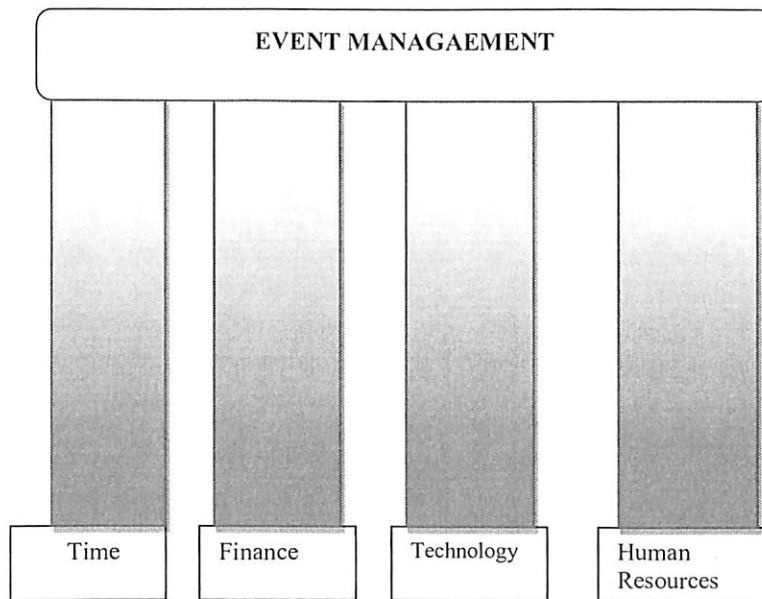 EVENT MANAGAEMENT
Time
Finance
Technology
Human
Resources